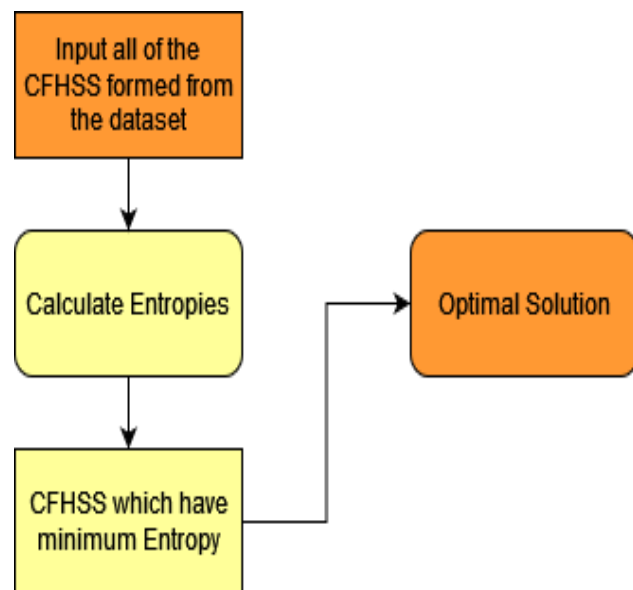 Input all of the
CFHSS formed from
the dataset
Calculate Entropies
Optimal Solution
CFHSS which have
minimum Entropy